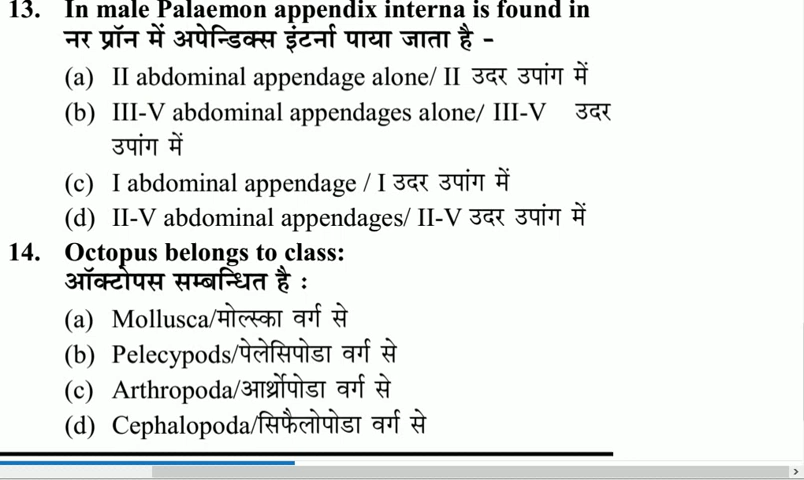 13. In male Palaemon appendix interna is found in
नर प्रॉन में अपेन्डिक्स इंटर्ना पाया जाता है -
(a) II abdominal appendage alone/ II उदर उपांग में
(b) III-V abdominal appendages alone/ III-V उदर
उपांग में
(c) I abdominal appendage / I उदर उपांग में
(d) II-V abdominal appendages/ II-V उदर उपांग में
14. Octopus belongs to class:
ऑक्टोपस सम्बन्धित है :
(a) Mollusca/मोल्स्का वर्ग से
(b) Pelecypods/पेलेसिपोडा वर्ग से
(c) Arthropoda/आर्थ्रोपोडा वर्ग से
(d) Cephalopoda/सिफैलोपोडा वर्ग से